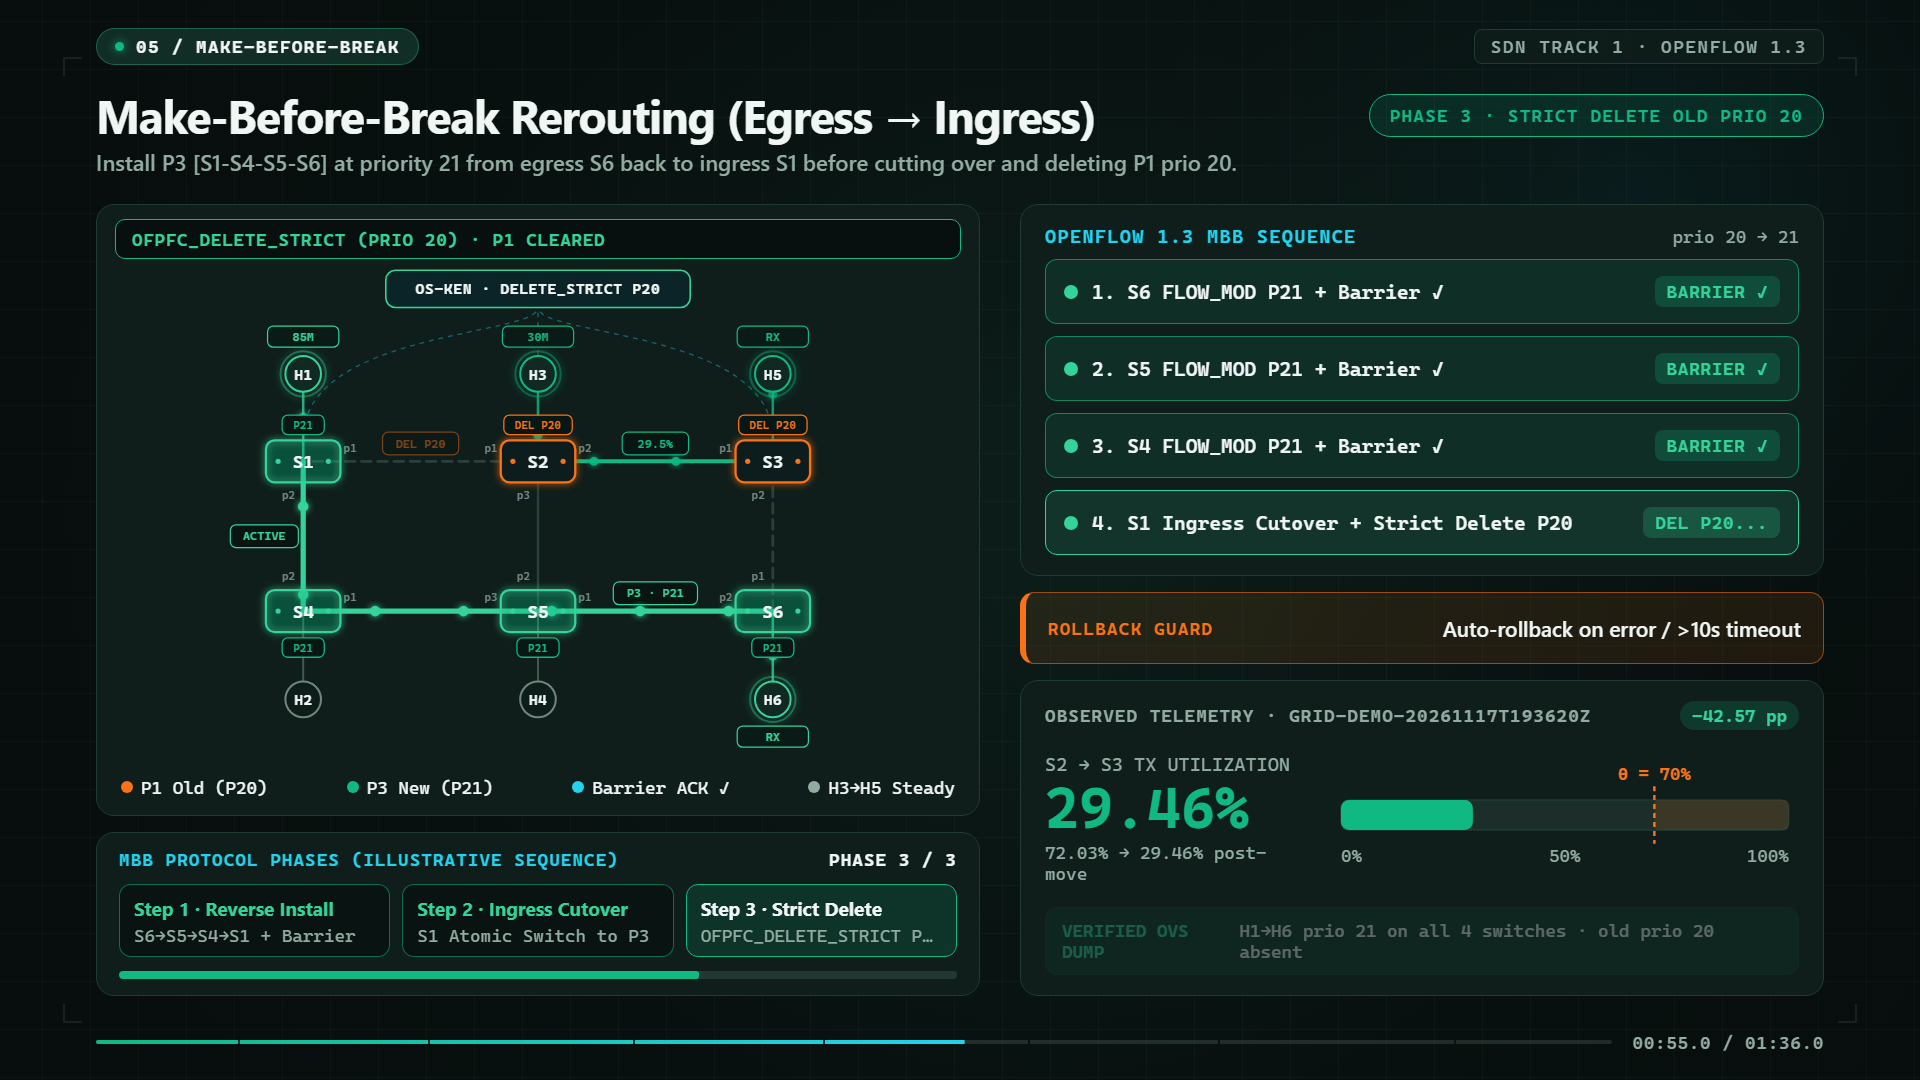 05 / MAKE-BEFORE-BREAK
SDN TRACK 1 · OPENFLOW 1.3
Make-Before-Break Rerouting (Egress → Ingress)
PHASE 3 · STRICT DELETE OLD PRIO 20
Install P3 [S1-S4-S5-S6] at priority 21 from egress S6 back to ingress S1 before cutting over and deleting P1 prio 20.
OFPFC_DELETE_STRICT (PRIO 20) · P1 CLEARED
OS-KEN · DELETE_STRICT P20
85M
30M
RX
H1
H3
H5
P21
DEL P20
DEL P20
DEL P20
29.5%
p1
p1
p2
p1
S1
S2
S3
p2
p3
p2
ACTIVE
p2
p2
p1
P3 · P21
p1
p3
p1
p2
S4
S5
S6
P21
P21
P21
H2
H4
H6
RX
P1 Old (P20)
P3 New (P21)
Barrier ACK ✓
H3→H5 Steady
MBB PROTOCOL PHASES (ILLUSTRATIVE SEQUENCE)
PHASE 3 / 3
Step 1 · Reverse Install
S6→S5→S4→S1 + Barrier
Step 2 · Ingress Cutover
S1 Atomic Switch to P3
Step 3 · Strict Delete
OFPFC_DELETE_STRICT P…
OPENFLOW 1.3 MBB SEQUENCE
prio 20 → 21
1. S6 FLOW_MOD P21 + Barrier ✓
BARRIER ✓
2. S5 FLOW_MOD P21 + Barrier ✓
BARRIER ✓
3. S4 FLOW_MOD P21 + Barrier ✓
BARRIER ✓
4. S1 Ingress Cutover + Strict Delete P20
DEL P20...
ROLLBACK GUARD
Auto-rollback on error / >10s timeout
OBSERVED TELEMETRY · GRID-DEMO-20261117T193620Z
−42.57 pp
S2 → S3 TX UTILIZATION
29.46%
72.03% → 29.46% post-
move
θ = 70%
0%
50%
100%
VERIFIED OVS
DUMP
H1→H6 prio 21 on all 4 switches · old prio 20
absent
00:55.0 / 01:36.0